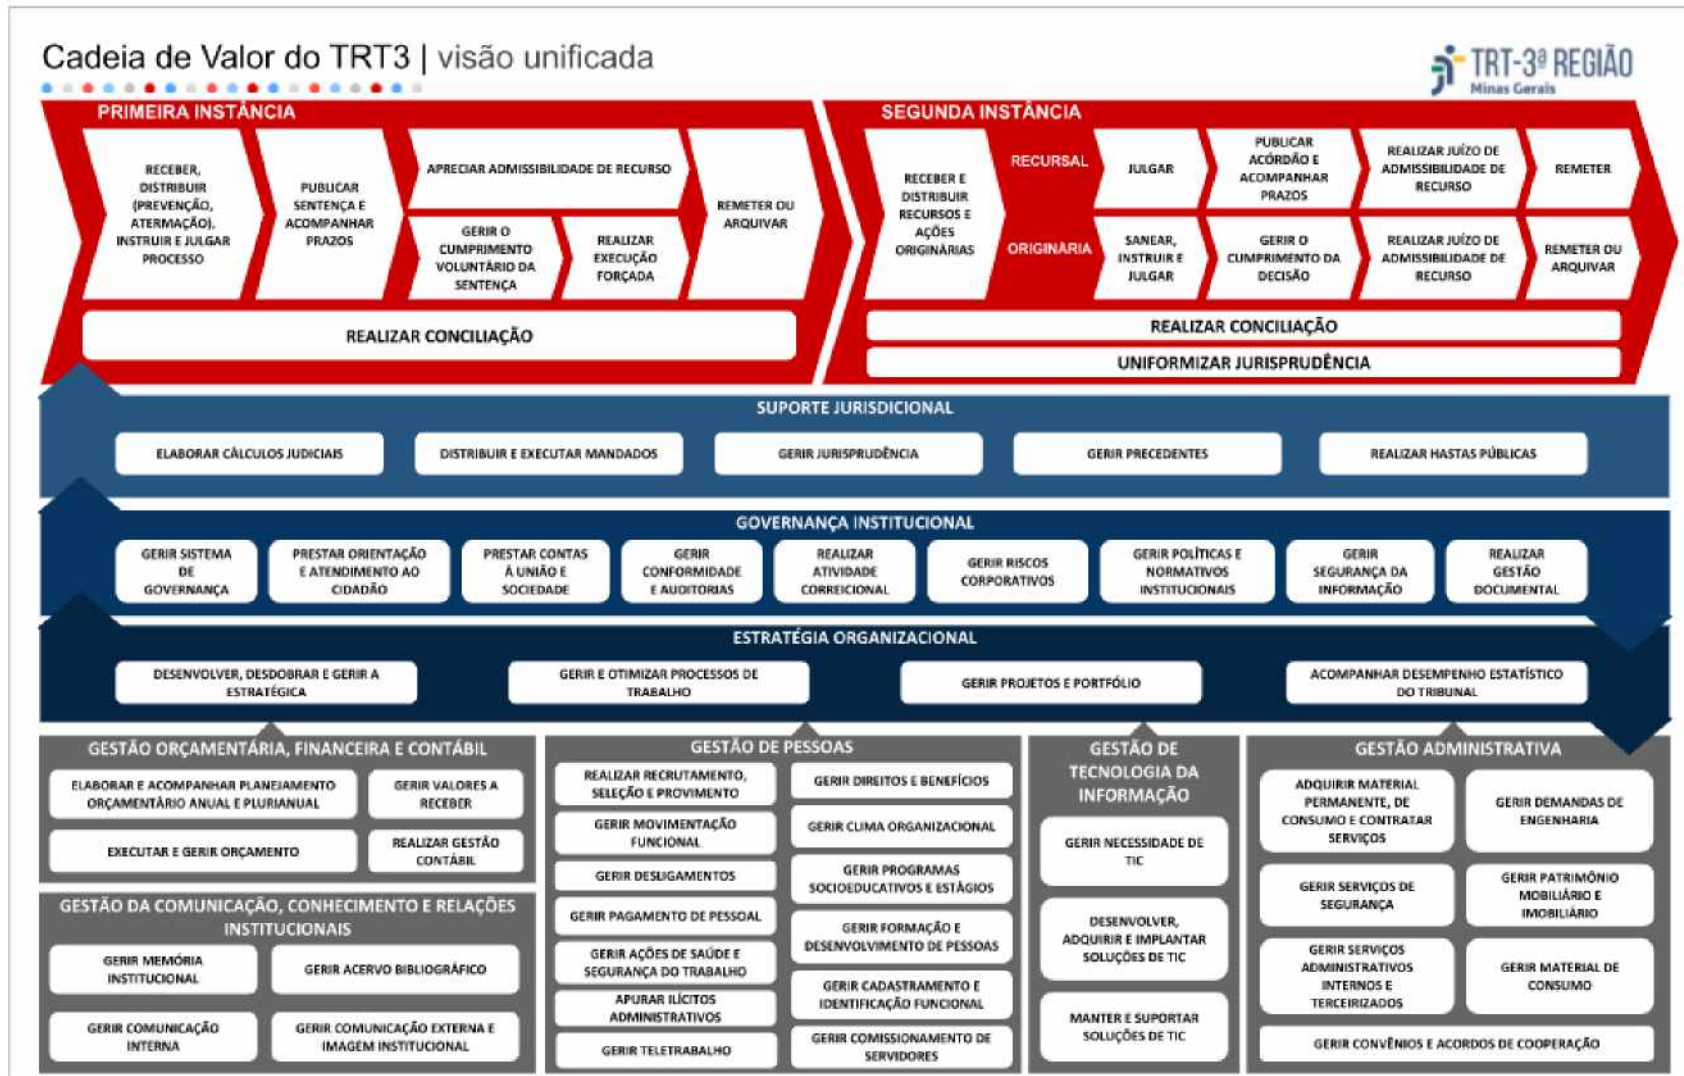 Cadeia de Valor do TRT3 | visão unificada
TRT-3ª REGIÃO
Minas Gerais
PRIMEIRA INSTÂNCIA
RECEBER,
DISTRIBUIR
(PREVENÇÃO,
ATERMAÇÃO),
INSTRUIR E JULGAR
PROCESSO
PUBLICAR
SENTENÇA E
ACOMPANHAR
PRAZOS
APRECIAR ADMISSIBILIDADE DE RECURSO
GERIR O
CUMPRIMENTO
VOLUNTÁRIO DA
SENTENÇA
REALIZAR
EXECUÇÃO
FORÇADA
REMETER OU
ARQUIVAR
REALIZAR CONCILIAÇÃO
SEGUNDA INSTÂNCIA
RECEBER E
DISTRIBUIR
RECURSOS E
AÇÕES
ORIGINÁRIAS
RECURSAL
JULGAR
PUBLICAR
ACÓRDÃO E
ACOMPANHAR
PRAZOS
REALIZAR JUÍZO DE
ADMISSIBILIDADE DE
RECURSO
REMETER
ORIGINÁRIA
SANEAR,
INSTRUIR E
JULGAR
GERIR O
CUMPRIMENTO DA
DECISÃO
REALIZAR JUÍZO DE
ADMISSIBILIDADE DE
RECURSO
REMETER OU
ARQUIVAR
REALIZAR CONCILIAÇÃO
UNIFORMIZAR JURISPRUDÊNCIA
SUPORTE JURISDICIONAL
ELABORAR CÁLCULOS JUDICIAIS
DISTRIBUIR E EXECUTAR MANDADOS
GERIR JURISPRUDÊNCIA
GERIR PRECEDENTES
REALIZAR HASTAS PÚBLICAS
GOVERNANÇA INSTITUCIONAL
GERIR SISTEMA
DE
GOVERNANÇA
PRESTAR ORIENTAÇÃO
E ATENDIMENTO AO
CIDADÃO
PRESTAR CONTAS
À UNIÃO E
SOCIEDADE
GERIR
CONFORMIDADE
E AUDITORIAS
REALIZAR
ATIVIDADE
CORREICIONAL
GERIR RISCOS
CORPORATIVOS
GERIR POLÍTICAS E
NORMATIVOS
INSTITUCIONAIS
GERIR
SEGURANÇA DA
INFORMAÇÃO
REALIZAR
GESTÃO
DOCUMENTAL
ESTRATÉGIA ORGANIZACIONAL
DESENVOLVER, DESDOBRAR E GERIR A
ESTRATÉGICA
GERIR E OTIMIZAR PROCESSOS DE
TRABALHO
GERIR PROJETOS E PORTFÓLIO
ACOMPANHAR DESEMPENHO ESTATÍSTICO
DO TRIBUNAL
GESTÃO ORÇAMENTÁRIA, FINANCEIRA E CONTÁBIL
ELABORAR E ACOMPANHAR PLANEJAMENTO
ORÇAMENTÁRIO ANUAL E PLURIANUAL
GERIR VALORES A
RECEBER
EXECUTAR E GERIR ORÇAMENTO
REALIZAR GESTÃO
CONTÁBIL
GESTÃO DA COMUNICAÇÃO, CONHECIMENTO E RELAÇÕES
INSTITUCIONAIS
GERIR MEMÓRIA
INSTITUCIONAL
GERIR ACERVO BIBLIOGRÁFICO
GERIR COMUNICAÇÃO
INTERNA
GERIR COMUNICAÇÃO EXTERNA E
IMAGEM INSTITUCIONAL
GESTÃO DE PESSOAS
REALIZAR RECRUTAMENTO,
SELEÇÃO E PROVIMENTO
GERIR MOVIMENTAÇÃO
FUNCIONAL
GERIR DESLIGAMENTOS
GERIR PAGAMENTO DE PESSOAL
GERIR AÇÕES DE SAÚDE E
SEGURANÇA DO TRABALHO
APURAR ILÍCITOS
ADMINISTRATIVOS
GERIR TELETRABALHO
GERIR DIREITOS E BENEFÍCIOS
GERIR CLIMA ORGANIZACIONAL
GERIR PROGRAMAS
SOCIOEDUCATIVOS E ESTÁGIOS
GERIR FORMAÇÃO E
DESENVOLVIMENTO DE PESSOAS
GERIR CADASTRAMENTO E
IDENTIFICAÇÃO FUNCIONAL
GERIR COMISSIONAMENTO DE
SERVIDORES
GESTÃO DE
TECNOLOGIA DA
INFORMAÇÃO
GERIR NECESSIDADE DE
TIC
DESENVOLVER,
ADQUIRIR E IMPLANTAR
SOLUÇÕES DE TIC
MANTER E SUPORTAR
SOLUÇÕES DE TIC
GESTÃO ADMINISTRATIVA
ADQUIRIR MATERIAL
PERMANENTE, DE
CONSUMO E CONTRATAR
SERVIÇOS
GERIR DEMANDAS DE
ENGENHARIA
GERIR SERVIÇOS DE
SEGURANÇA
GERIR PATRIMÔNIO
MOBILIÁRIO E
IMOBILIÁRIO
GERIR SERVIÇOS
ADMINISTRATIVOS
INTERNOS E
TERCEIRIZADOS
GERIR MATERIAL DE
CONSUMO
GERIR CONVÊNIOS E ACORDOS DE COOPERAÇÃO